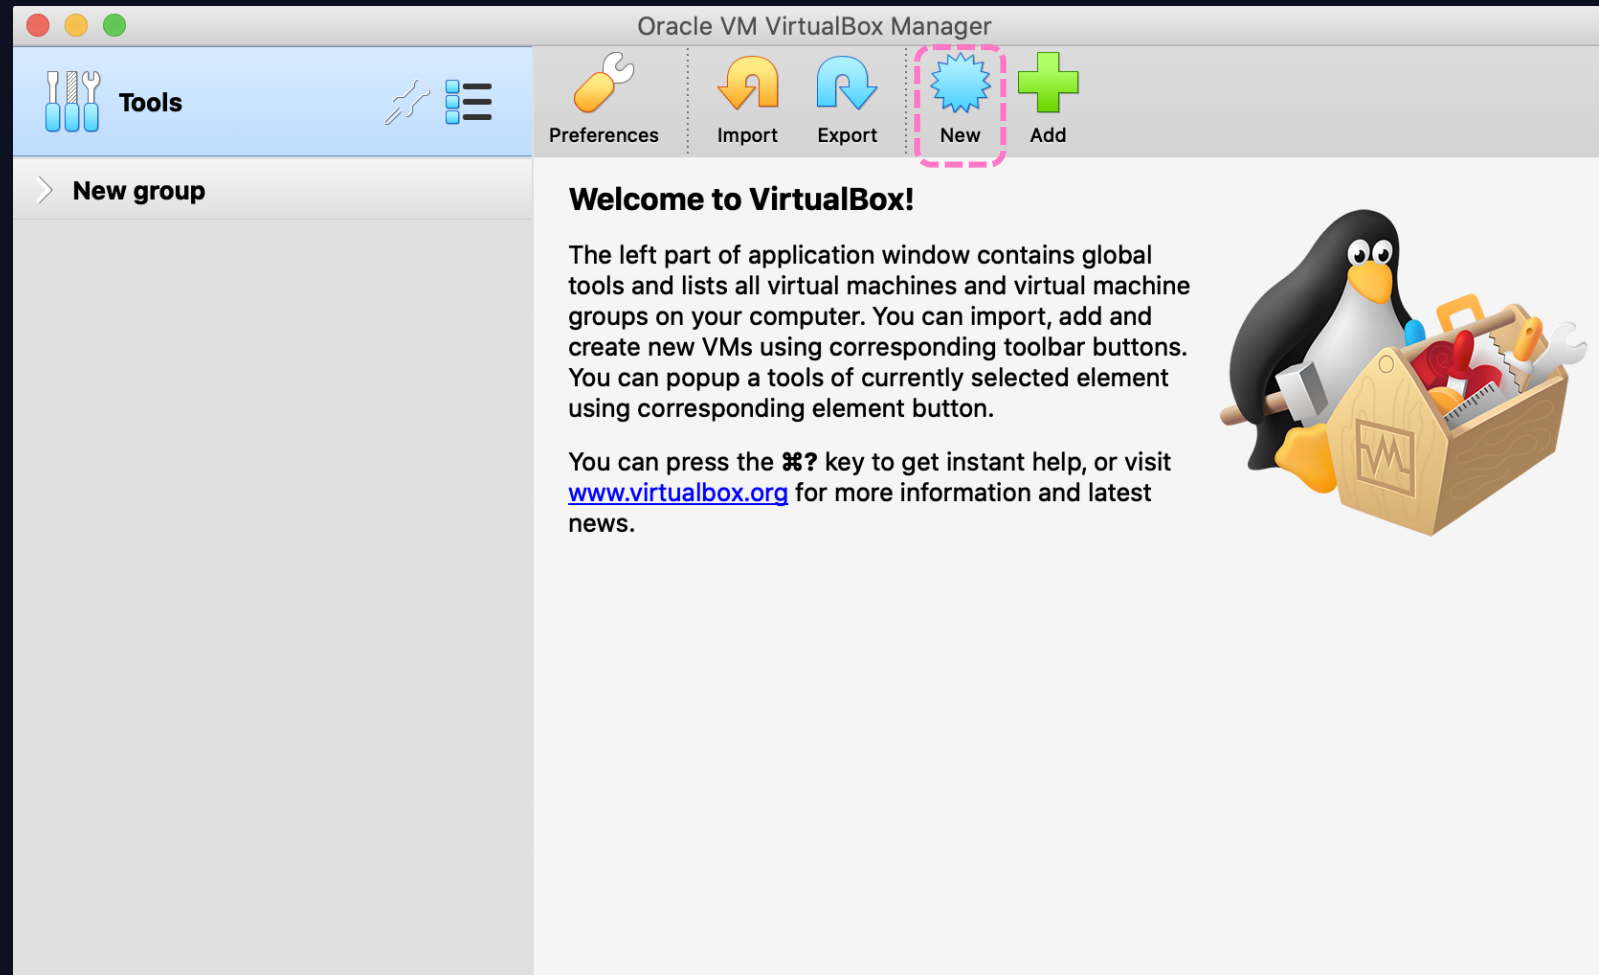 Oracle VM VirtualBox Manager
Tools
Preferences
Import
Export
New
Add
New group
Welcome to VirtualBox!
The left part of application window contains global
tools and lists all virtual machines and virtual machine
groups on your computer. You can import, add and
create new VMs using corresponding toolbar buttons.
You can popup a tools of currently selected element
using corresponding element button.
You can press the ⌘? key to get instant help, or visit
www.virtualbox.org for more information and latest
news.